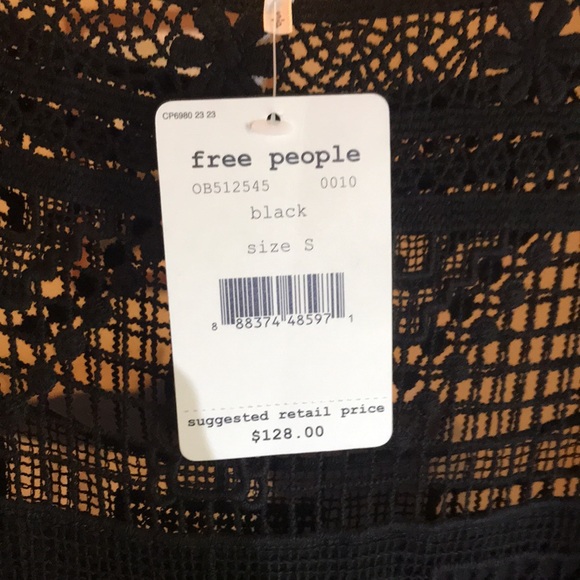 CP6980 23 23
free people
OB512545 0010
black
size S
8 88374 48597 1
suggested retail price
$128.00